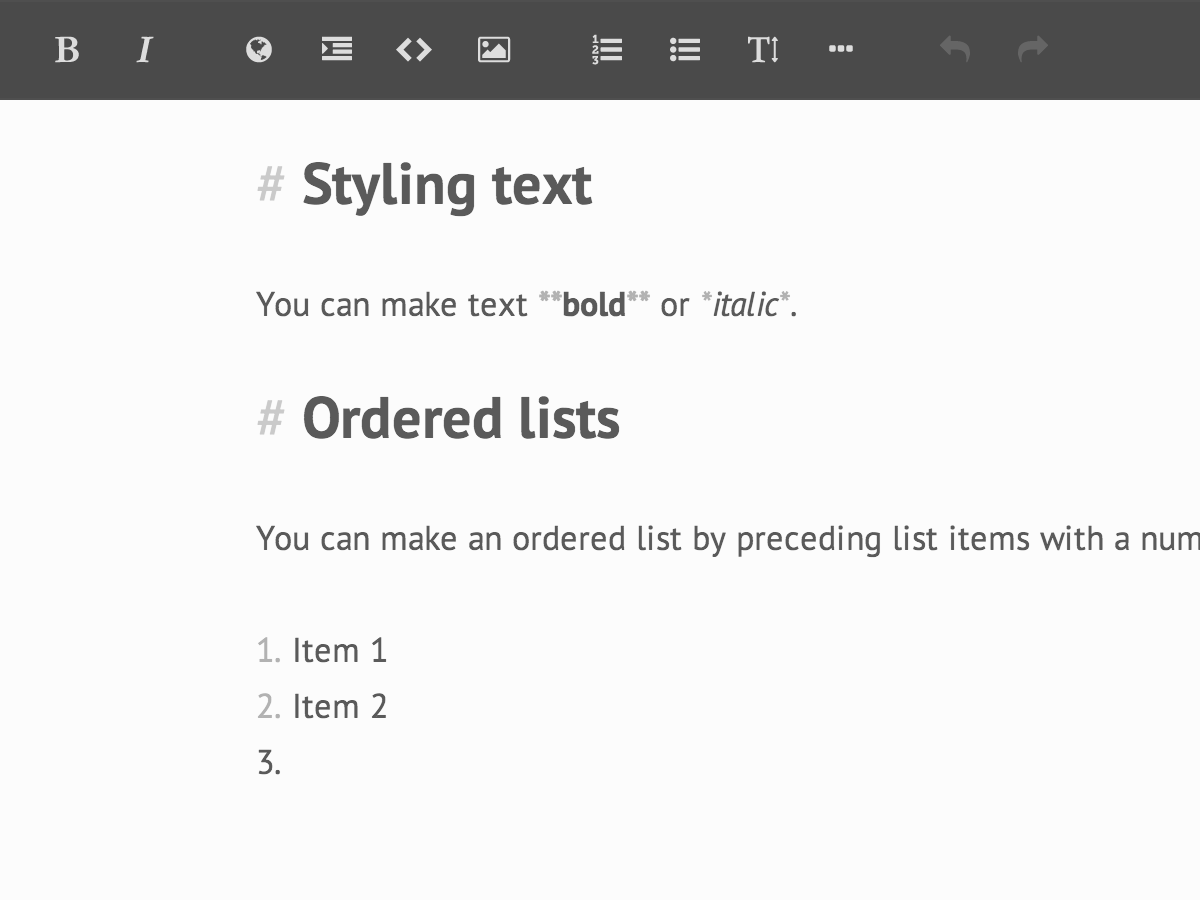 B I T
# Styling text
You can make text **bold** or *italic*.
# Ordered lists
You can make an ordered list by preceding list items with a
1. Item 1
2. Item 2
3.